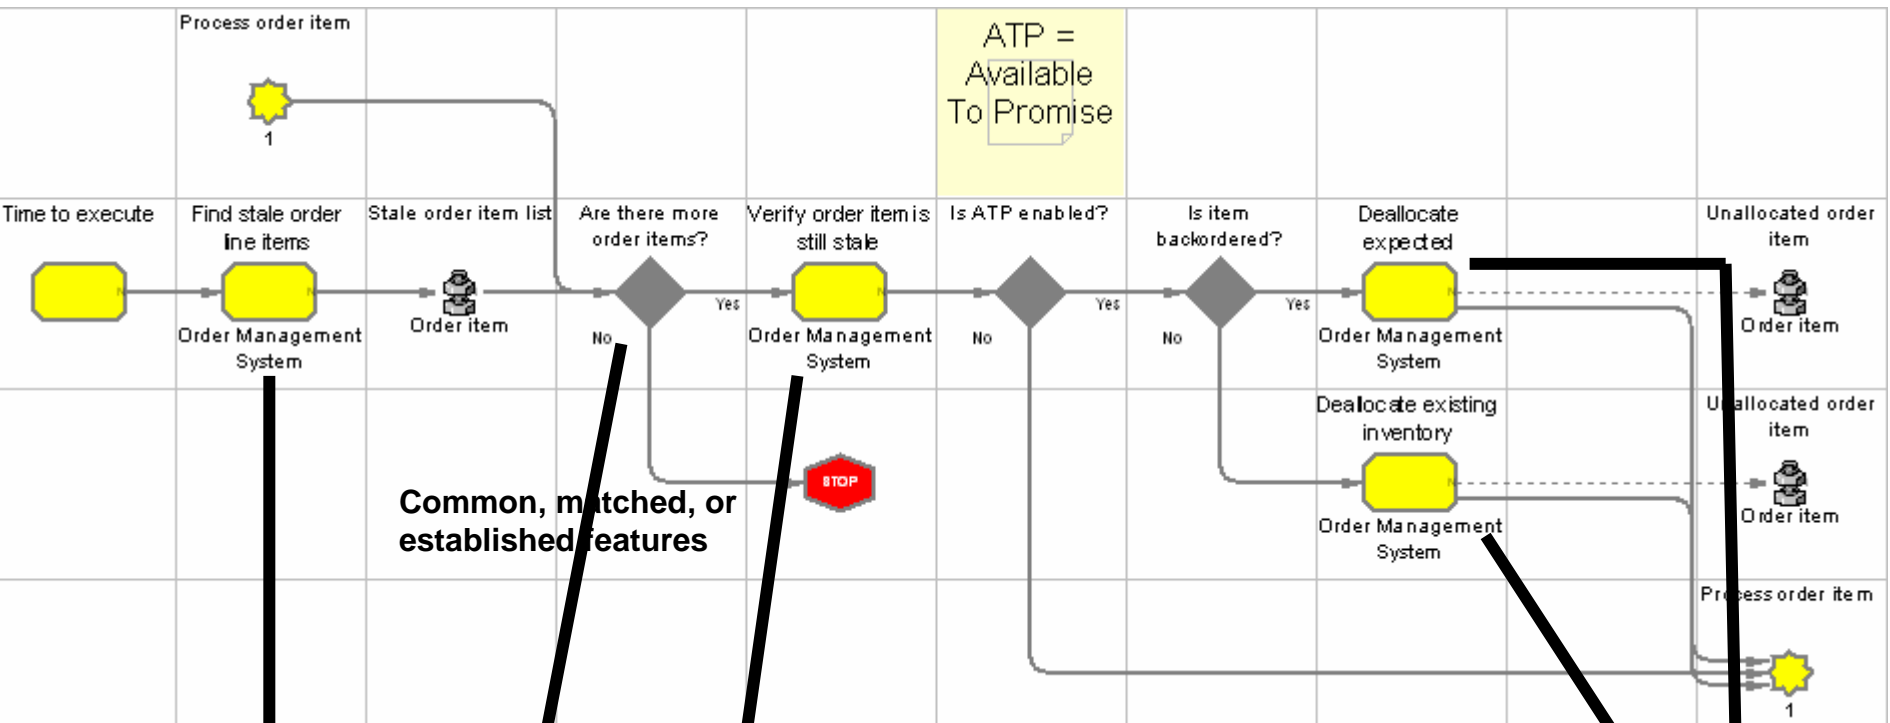 Process order item
1
ATP =
Available
To Promise
Time to execute
Find stale order
line items
Order Management
System
Stale order item list
Order item
Are there more
order items?
Yes
No
Verify order item is
still stale
Order Management
System
Is ATP enabled?
Yes
No
Is item
backordered?
Yes
No
Deallocate
expected
Order Management
System
Unallocated order
item
Order item
STOP
Common, matched, or
established features
Deallocate existing
inventory
Order Management
System
Unallocated order
item
Order item
Process order item
1